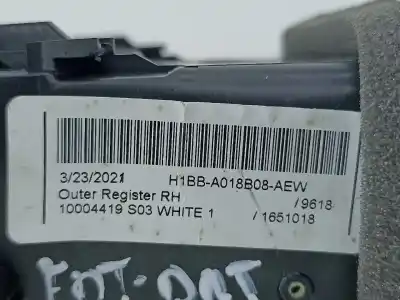 3/23/2021 H1BB-A018B08-AEW
Outer Register RH /9618
10004419 S03 WHITE 1 /1651018